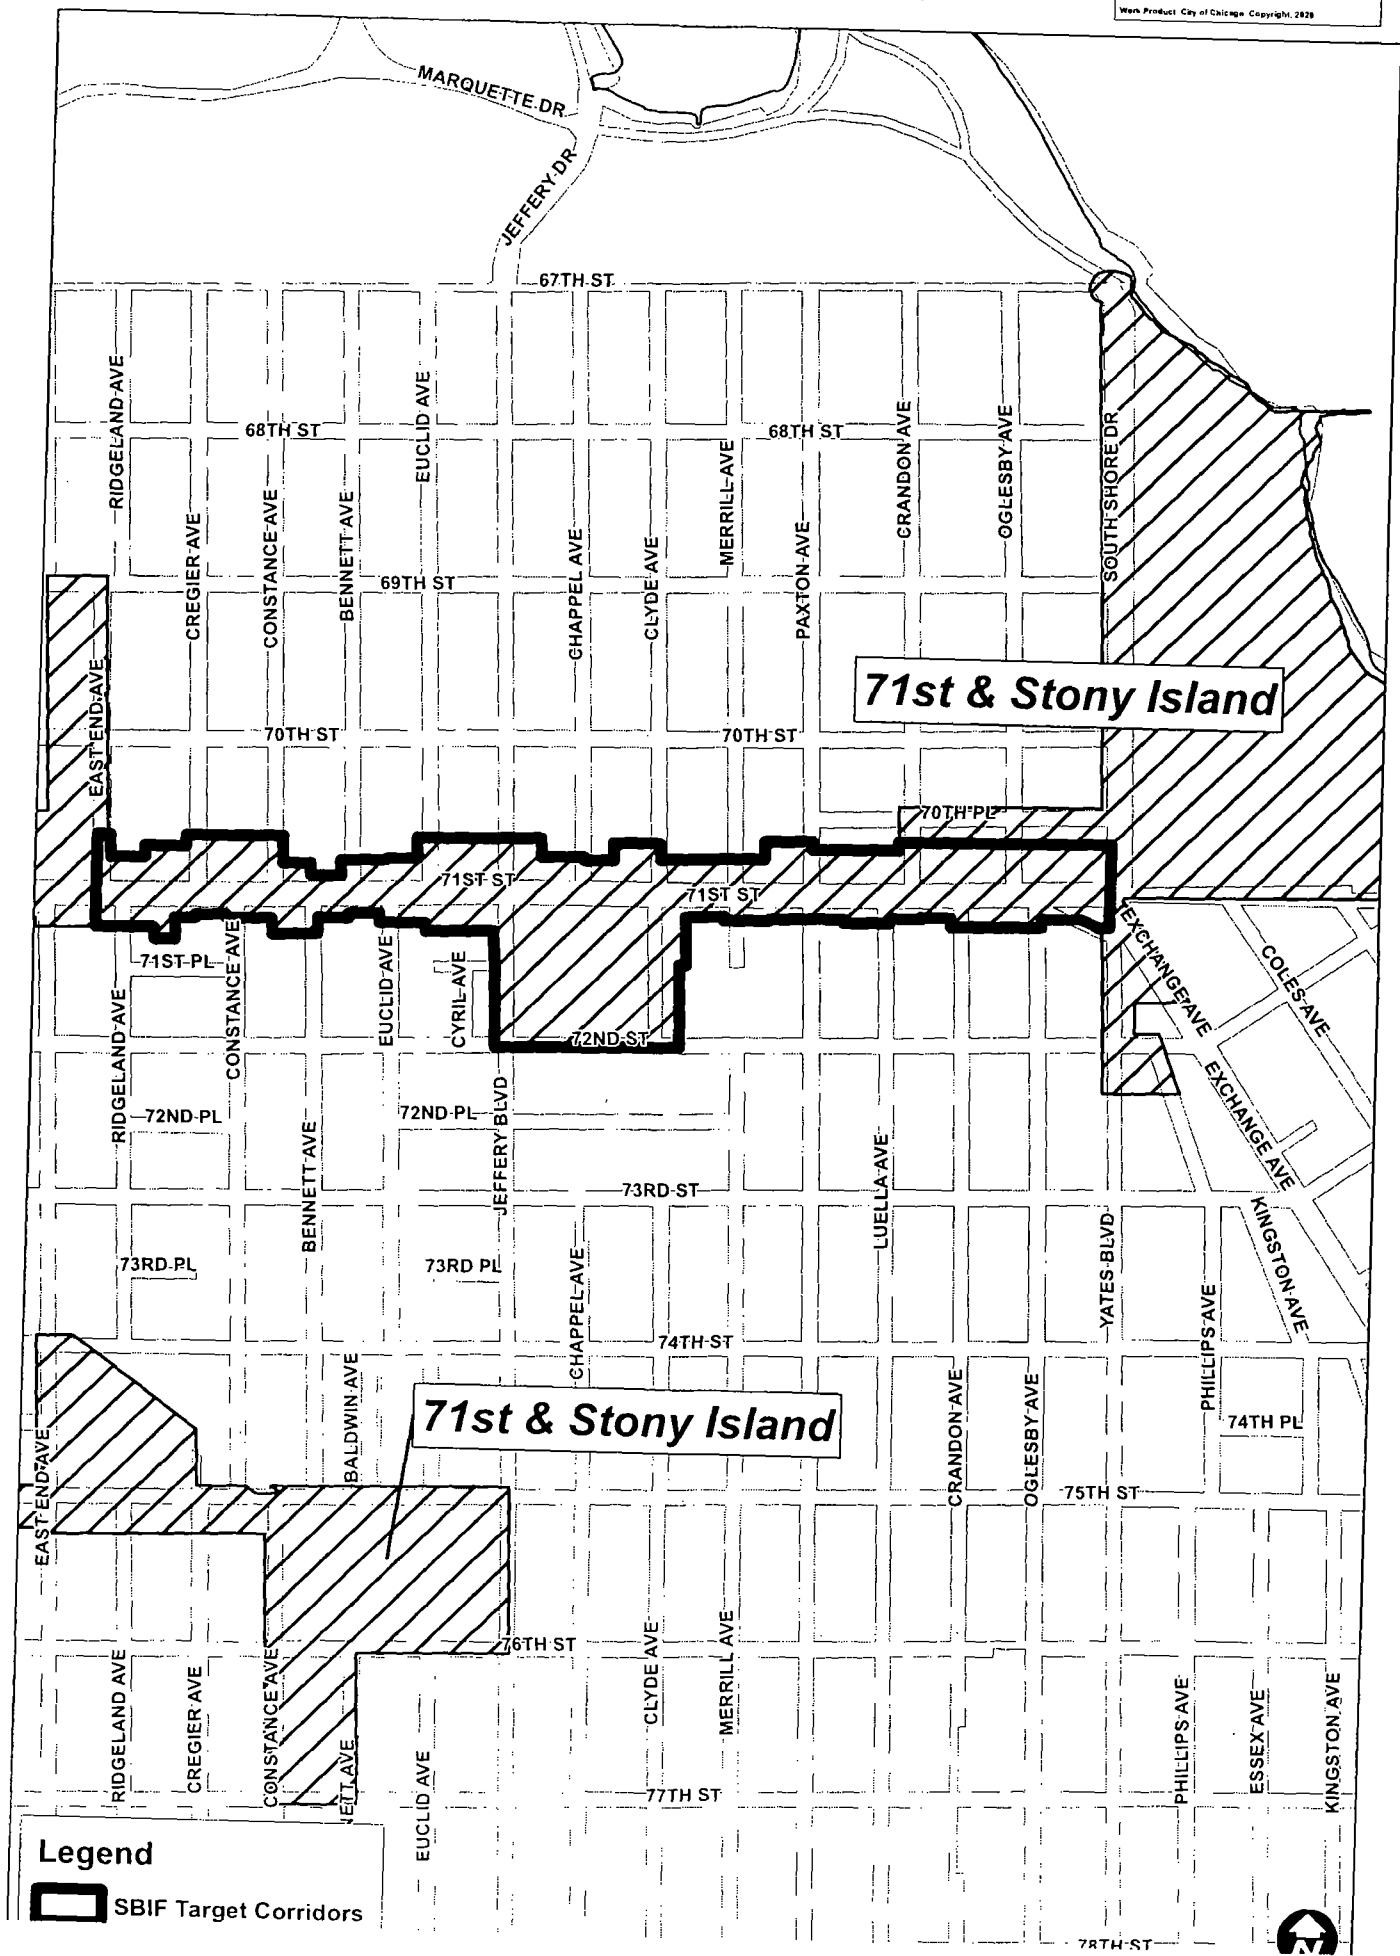 Work Product City of Chicago Copyright, 2020
MARQUETTE DR
JEFFERY DR
67TH ST
RIDGELAND AVE
EUCLID AVE
68TH ST
68TH ST
CRANDON AVE
OGLESBY AVE
SOUTH SHORE DR
MERRILL AVE
CREGIER AVE
CONSTANCE AVE
BENNETT AVE
69TH ST
CHAPPEL AVE
CLYDE AVE
PAXTON AVE
EAST END AVE
71st & Stony Island
70TH ST
70TH ST
70TH PL
71ST ST
71ST ST
71ST PL
CONSTANCE AVE
EUCLID AVE
CYRIL AVE
EXCHANGE AVE
COLES AVE
RIDGELAND AVE
72ND ST
72ND PL
72ND PL
JEFFERY BLVD
EXCHANGE AVE
BENNETT AVE
LUELLA AVE
73RD ST
KINGSTON AVE
YATES BLVD
73RD PL
73RD PL
CHAPPEL AVE
PHILLIPS AVE
74TH ST
BALDWIN AVE
71st & Stony Island
CRANDON AVE
OGLESBY AVE
74TH PL
EAST END AVE
75TH ST
76TH ST
RIDGELAND AVE
CREGIER AVE
CONSTANCE AVE
CLYDE AVE
MERRILL AVE
PHILLIPS AVE
ESSEX AVE
KINGSTON AVE
NETT AVE
EUCLID AVE
77TH ST
Legend
SBIF Target Corridors
78TH ST
N